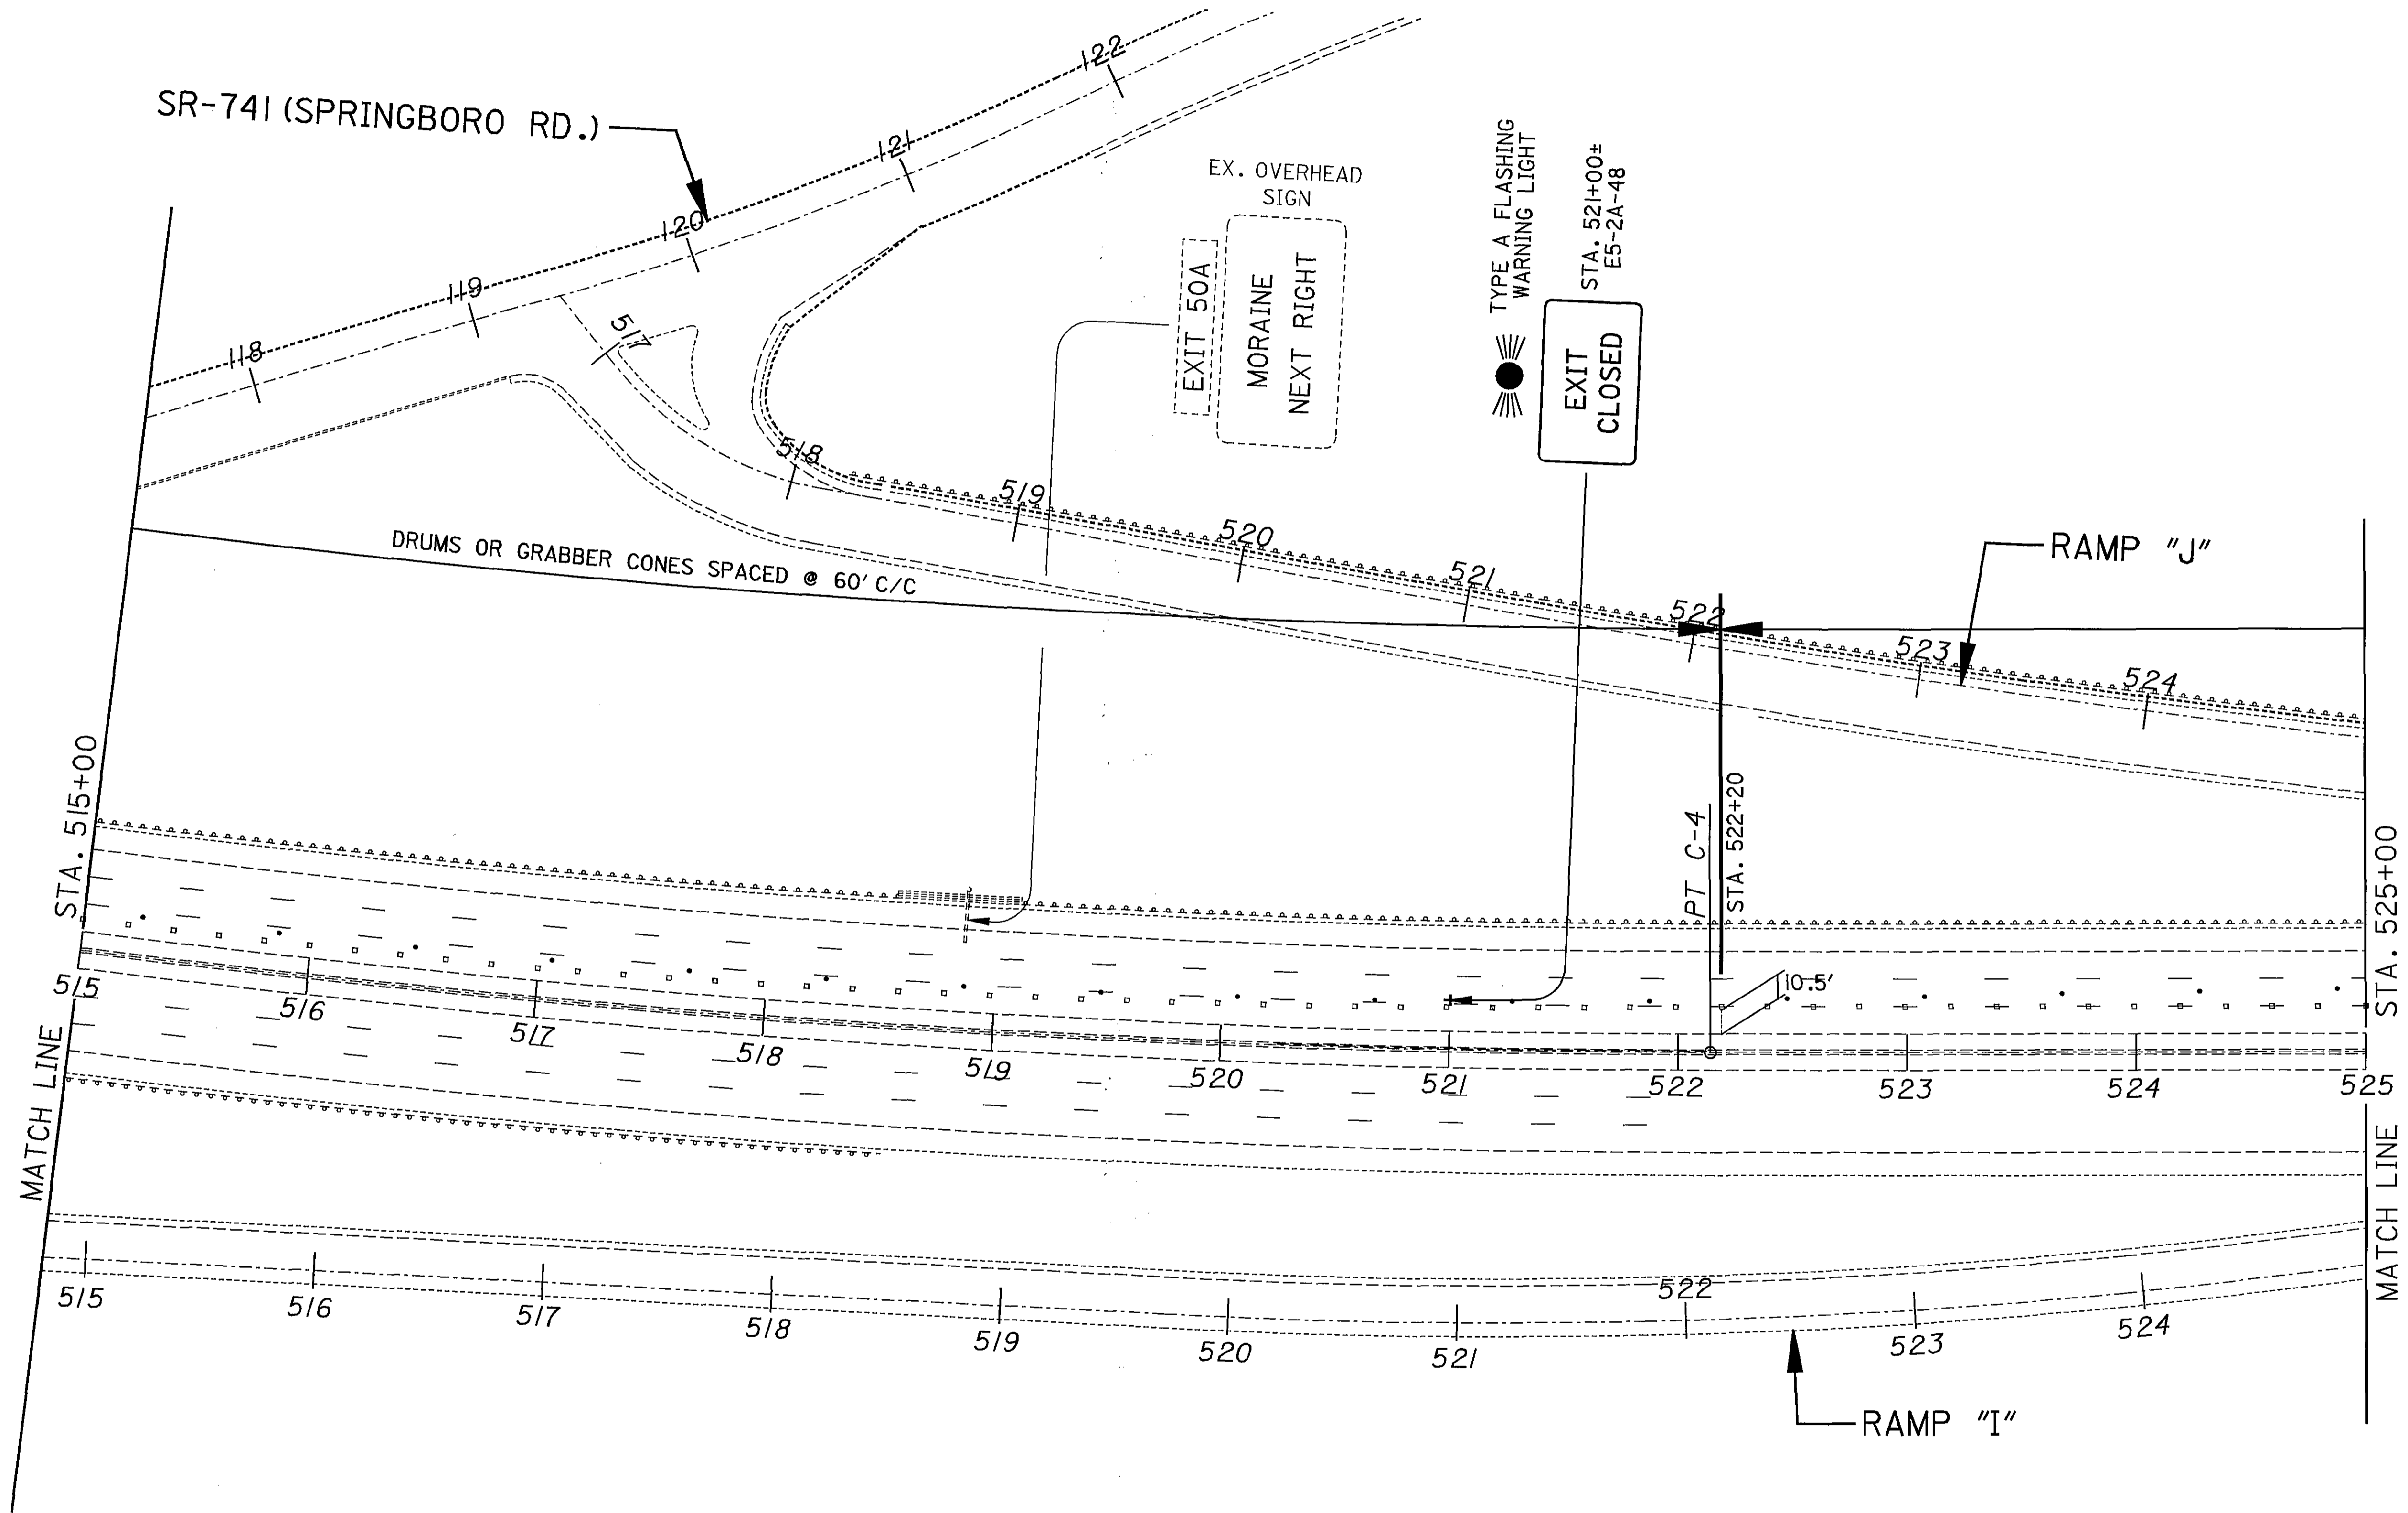 SR-741 (SPRINGBORO RD.)
118
119
120
121
122
EX. OVERHEAD
SIGN
EXIT 50A
MORAINE
NEXT RIGHT
TYPE A FLASHING
WARNING LIGHT
STA. 521+00±
E5-2A-48
EXIT
CLOSED
517
518
519
520
521
522
523
524
RAMP "J"
DRUMS OR GRABBER CONES SPACED @ 60' C/C
STA. 515+00
MATCH LINE
PT C-4
STA. 522+20
10.5'
STA. 525+00
MATCH LINE
515
516
517
518
519
520
521
522
523
524
525
515
516
517
518
519
520
521
522
523
524
RAMP "I"